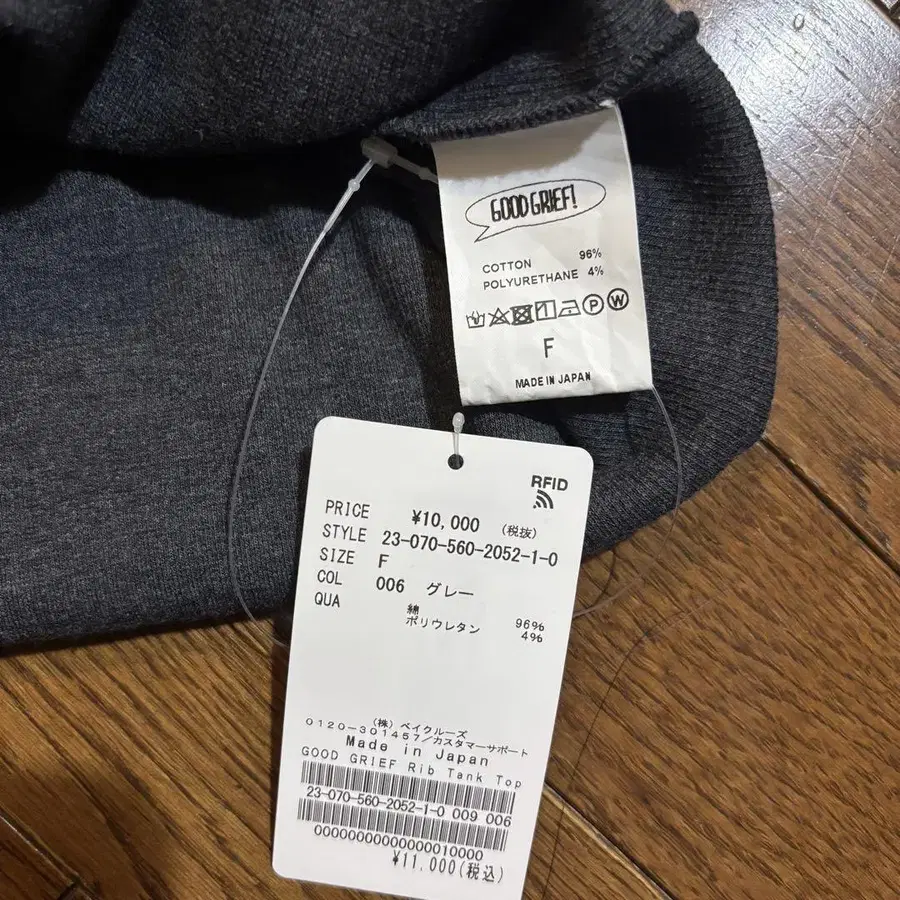 GOOD GRIEF!
COTTON 96%
POLYURETHANE 4%
P W
F
MADE IN JAPAN
RFID
PRICE ¥10,000 (税抜)
STYLE 23-070-560-2052-1-0
SIZE F
COL 006 グレー
QUA 綿 96%
ポリウレタン 4%
(株) ベイクルーズ
0120-301457/カスタマーサポート
Made in Japan
GOOD GRIEF Rib Tank Top
23-070-560-2052-1-0 009 006
00000000000000010000
¥11,000(税込)